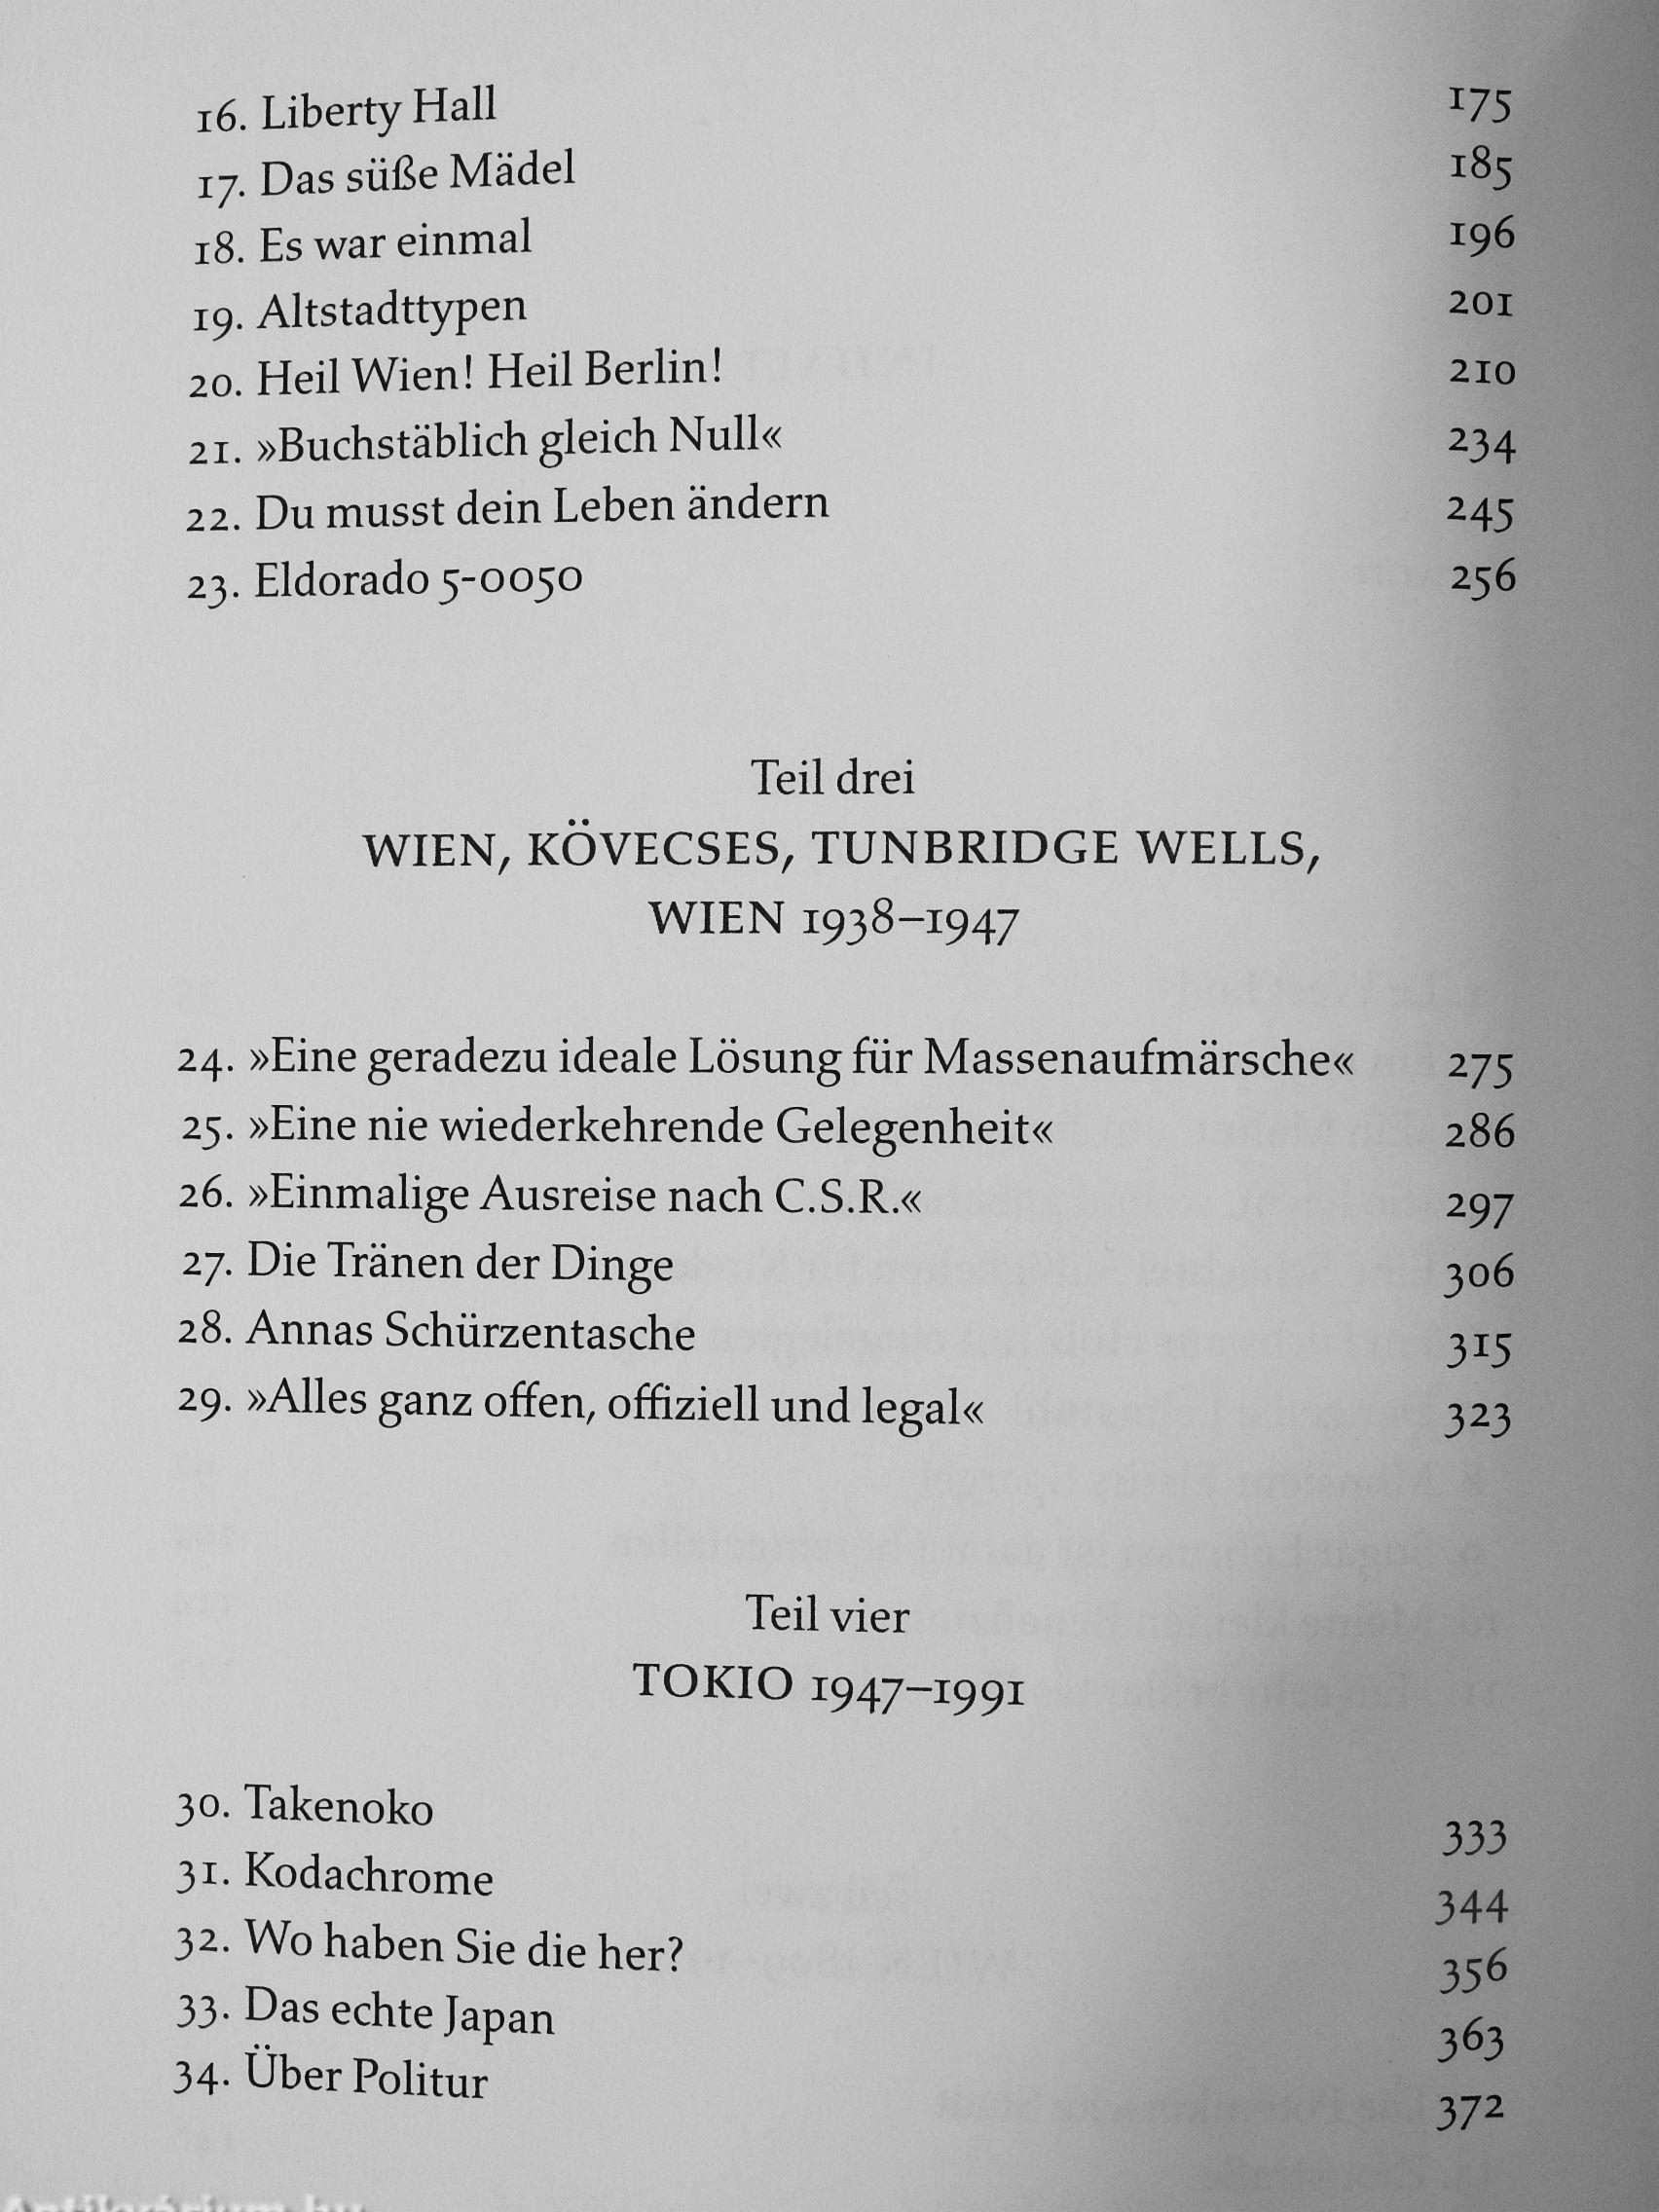 16. Liberty Hall 175
17. Das süße Mädel 185
18. Es war einmal 196
19. Altstadttypen 201
20. Heil Wien! Heil Berlin! 210
21. »Buchstäblich gleich Null« 234
22. Du musst dein Leben ändern 245
23. Eldorado 5-0050 256
Teil drei
WIEN, KÖVECSES, TUNBRIDGE WELLS,
WIEN 1938–1947
24. »Eine geradezu ideale Lösung für Massenaufmärsche« 275
25. »Eine nie wiederkehrende Gelegenheit« 286
26. »Einmalige Ausreise nach C.S.R.« 297
27. Die Tränen der Dinge 306
28. Annas Schürzentasche 315
29. »Alles ganz offen, offiziell und legal« 323
Teil vier
TOKIO 1947–1991
30. Takenoko 333
31. Kodachrome 344
32. Wo haben Sie die her? 356
33. Das echte Japan 363
34. Über Politur 372